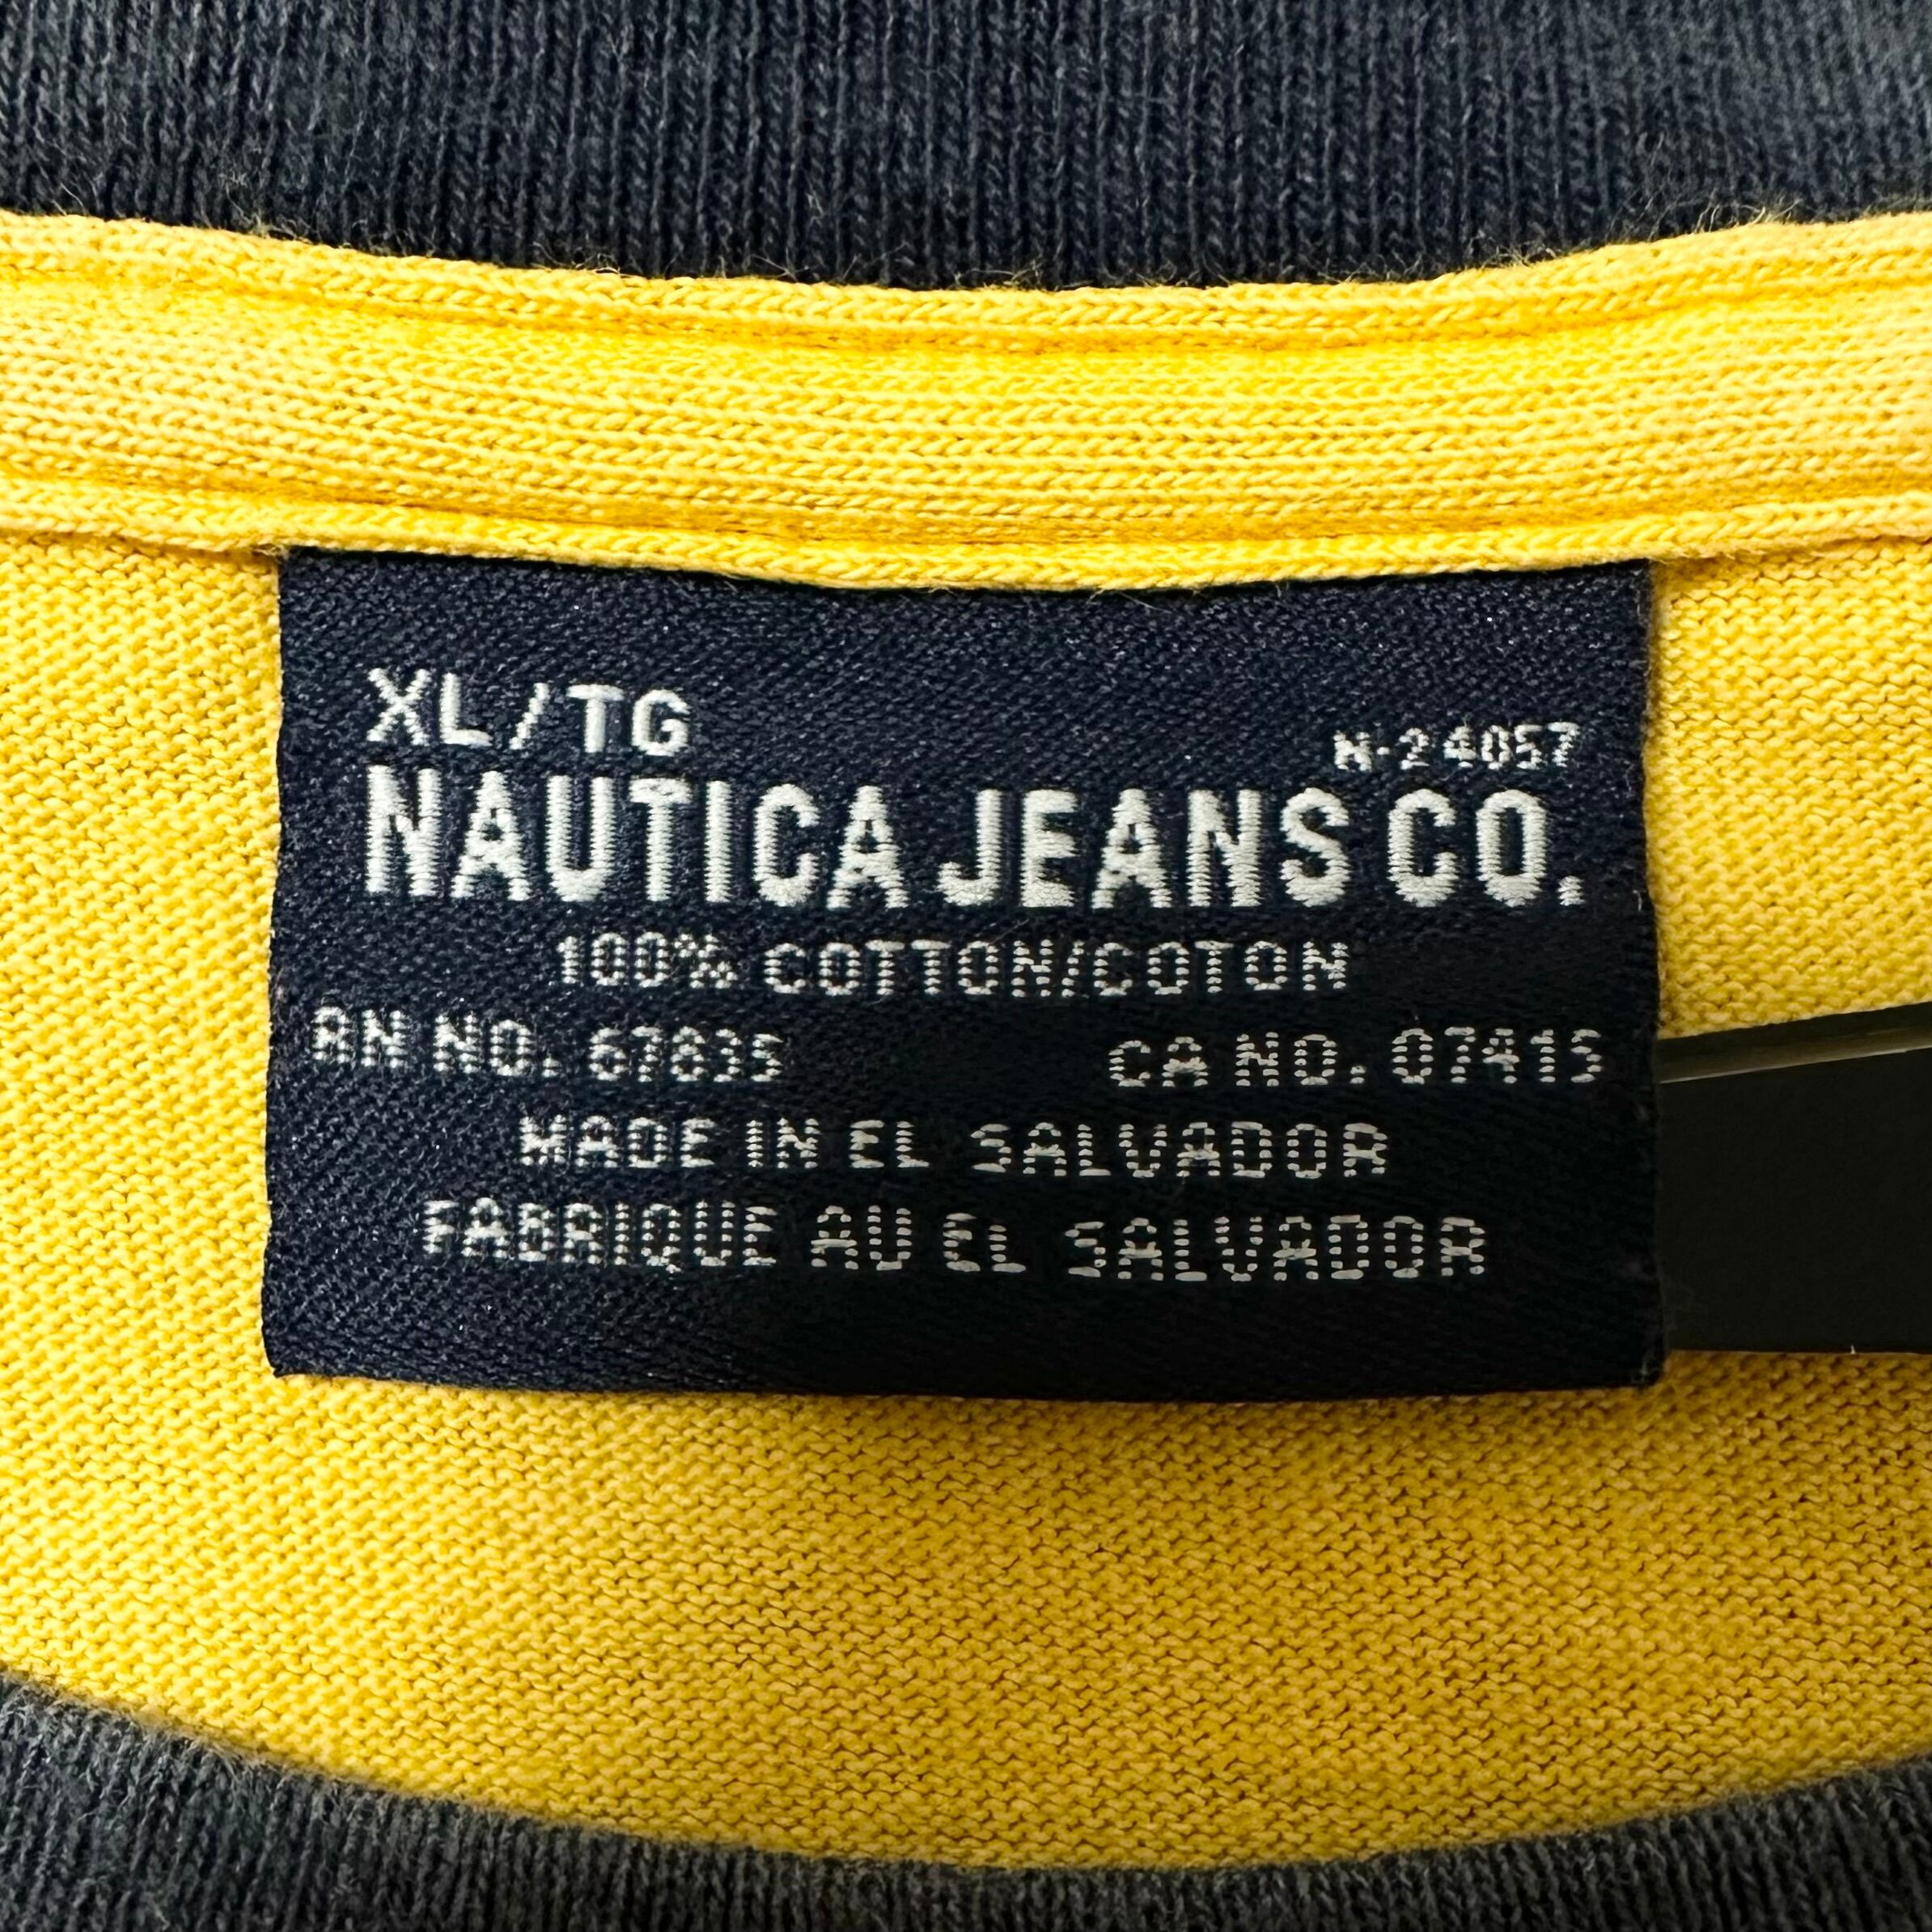 XL/TG
N-24057
NAUTICA JEANS CO.
100% COTTON/COTON
RN NO. 67835 CA NO. 07415
MADE IN EL SALVADOR
FABRIQUE AU EL SALVADOR